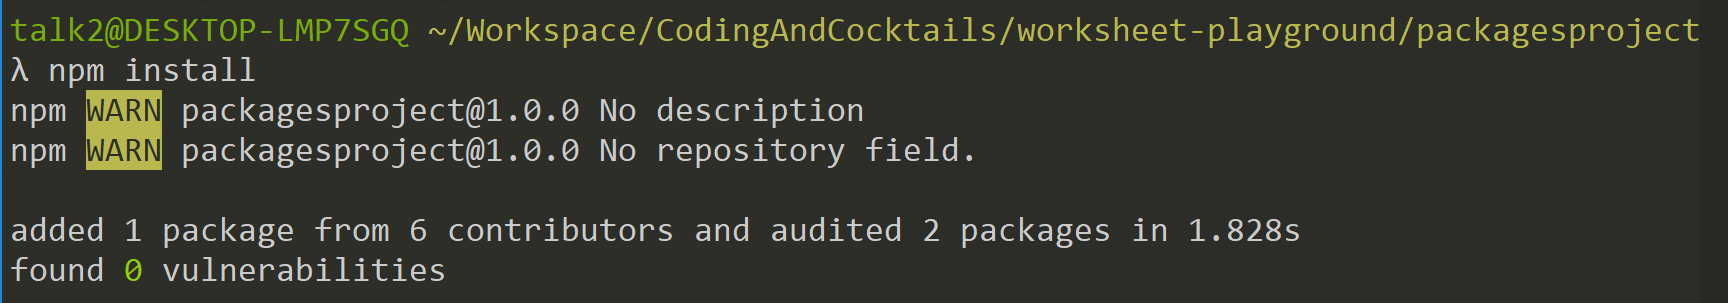 talk2@DESKTOP-LMP7SGQ ~/Workspace/CodingAndCocktails/worksheet-playground/packagesproject
λ npm install
npm WARN packagesproject@1.0.0 No description
npm WARN packagesproject@1.0.0 No repository field.
added 1 package from 6 contributors and audited 2 packages in 1.828s
found 0 vulnerabilities